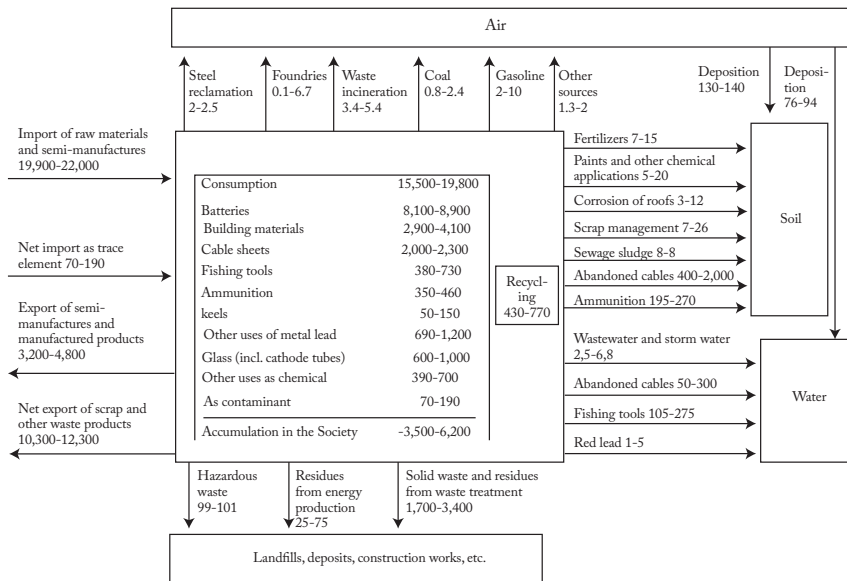 Air
Steel
reclamation
2-2.5
Foundries
0.1-6.7
Waste
incineration
3.4-5.4
Coal
0.8-2.4
Gasoline
2-10
Other
sources
1.3-2
Deposition
130-140
Deposi-
tion
76-94
Import of raw materials
and semi-manufactures
19,900-22,000
Net import as trace
element 70-190
Export of semi-
manufactures and
manufactured products
3,200-4,800
Net export of scrap and
other waste products
10,300-12,300
Consumption 15,500-19,800
Batteries 8,100-8,900
Building materials 2,900-4,100
Cable sheets 2,000-2,300
Fishing tools 380-730
Ammunition 350-460
keels 50-150
Other uses of metal lead 690-1,200
Glass (incl. cathode tubes) 600-1,000
Other uses as chemical 390-700
As contaminant 70-190
Accumulation in the Society -3,500-6,200
Recycl-
ing
430-770
Fertilizers 7-15
Paints and other chemical
applications 5-20
Corrosion of roofs 3-12
Scrap management 7-26
Sewage sludge 8-8
Abandoned cables 400-2,000
Ammunition 195-270
Soil
Wastewater and storm water
2,5-6,8
Abandoned cables 50-300
Fishing tools 105-275
Red lead 1-5
Water
Hazardous
waste
99-101
Residues
from energy
production
25-75
Solid waste and residues
from waste treatment
1,700-3,400
Landfills, deposits, construction works, etc.